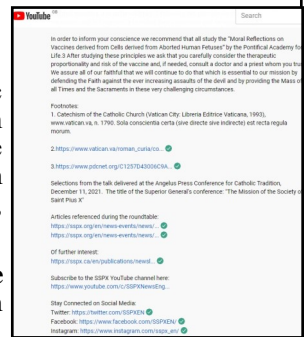 YouTube
Search
In order to inform your conscience we recommend that all study the "Moral Reflections on
Vaccines derived from Cells derived from Aborted Human Fetuses" by the Pontifical Academy for
Life.3 After studying these principles we ask that you carefully consider the therapeutic
proportionality and risk of the vaccine and, if needed, consult a doctor and a priest whom you trust.
We assure all of our faithful that we will continue to do that which is essential to our mission by
defending the Faith against the ever increasing assaults and by providing the Mass of
all Times and the Sacraments in these very challenging circumstances.
Footnotes:
1. Catechism of the Catholic Church (Vatican City: Libreria Editrice Vaticana, 1993),
www.vatican.va, n. 1790. Sola conscientia certa (sive directe sive indirecte) est recta regula
morum.
2.https://www.vatican.va/roman_curia/co...
3.https://www.pdcnet.org/C1257D43006C9A...
Selections from the talk delivered at the Angelus Press Conference for Catholic Tradition,
December 11, 2021. The title of the Superior General's conference: "The Mission of the Society of
Saint Pius X"
Articles referenced during the roundtable:
https://sspx.org/en/news-events/news/...
https://sspx.org/en/news-events/news/...
Of further interest:
https://sspx.ca/en/publications/newsl...
Subscribe to the SSPX YouTube channel here:
https://www.youtube.com/c/SSPXNewsEng...
Stay Connected on Social Media:
Twitter: https://twitter.com/SSPXEN
Facebook: https://www.facebook.com/SSPXEN/
Instagram: https://www.instagram.com/sspx_en/